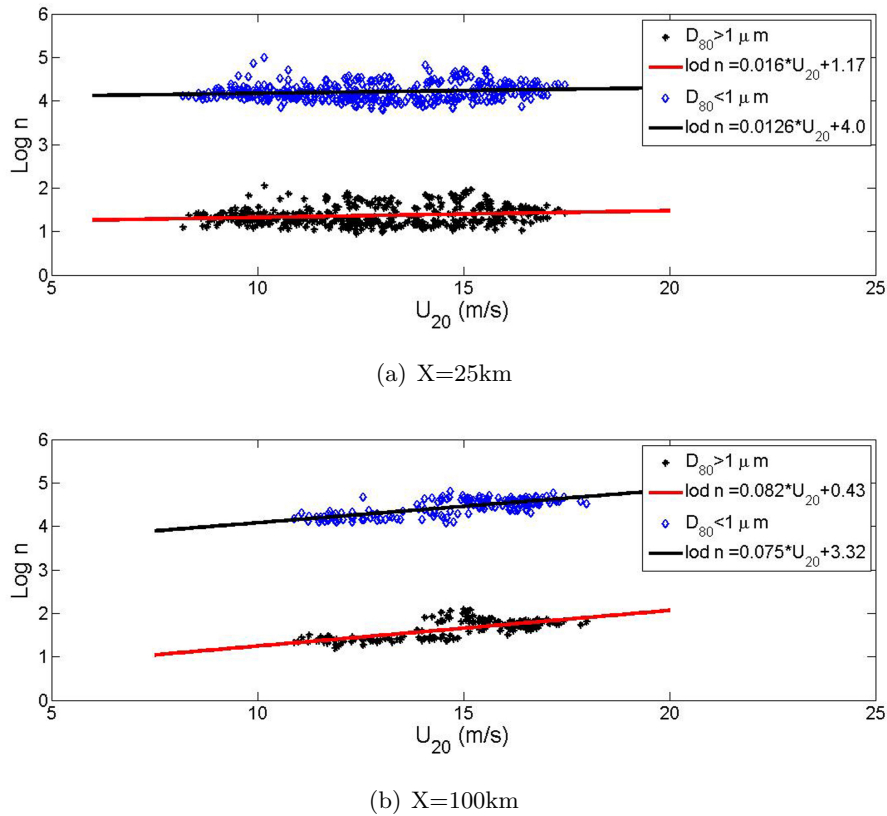 6
5
4
3
2
1
0
Log n
5
10
15
20
25
U20 (m/s)
D80>1 μ m
lod n =0.016*U20+1.17
D80<1 μ m
lod n =0.0126*U20+4.0
(a) X=25km
6
5
4
3
2
1
0
Log n
5
10
15
20
25
U20 (m/s)
D80>1 μ m
lod n =0.082*U20+0.43
D80<1 μ m
lod n =0.075*U20+3.32
(b) X=100km